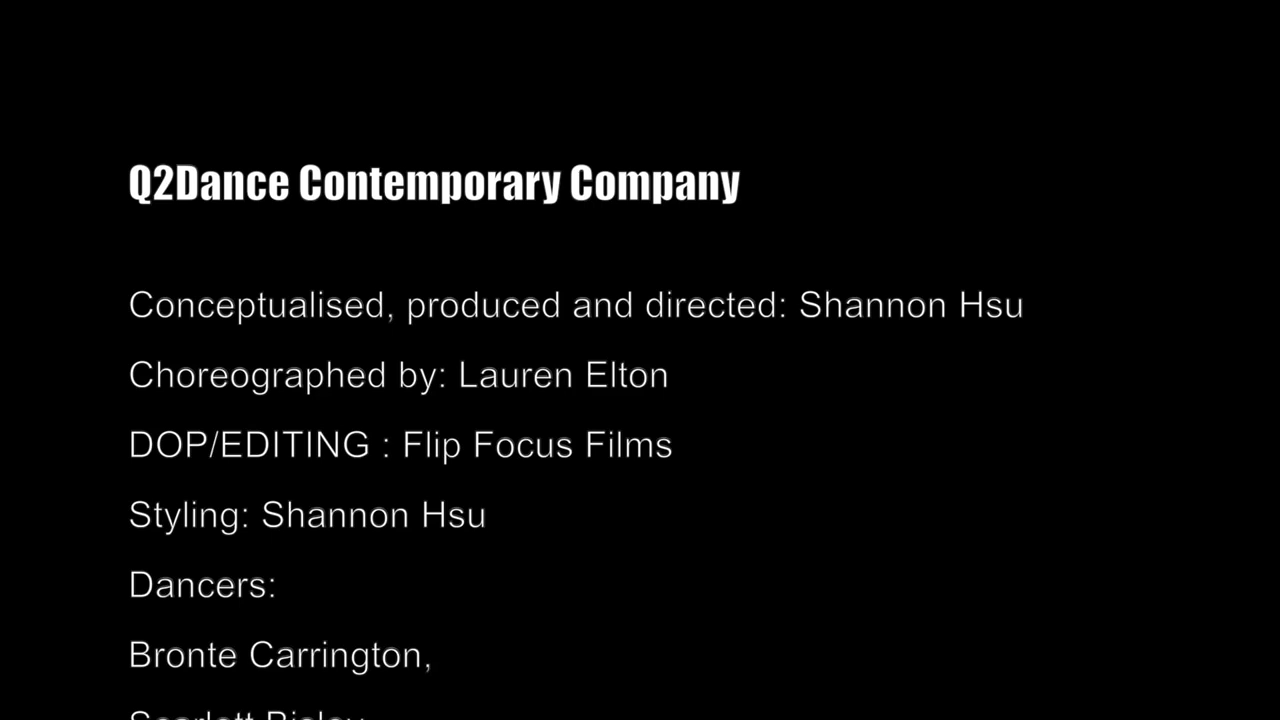 Q2Dance Contemporary Company
Conceptualised, produced and directed: Shannon Hsu
Choreographed by: Lauren Elton
DOP/EDITING : Flip Focus Films
Styling: Shannon Hsu
Dancers:
Bronte Carrington,
Scarlett